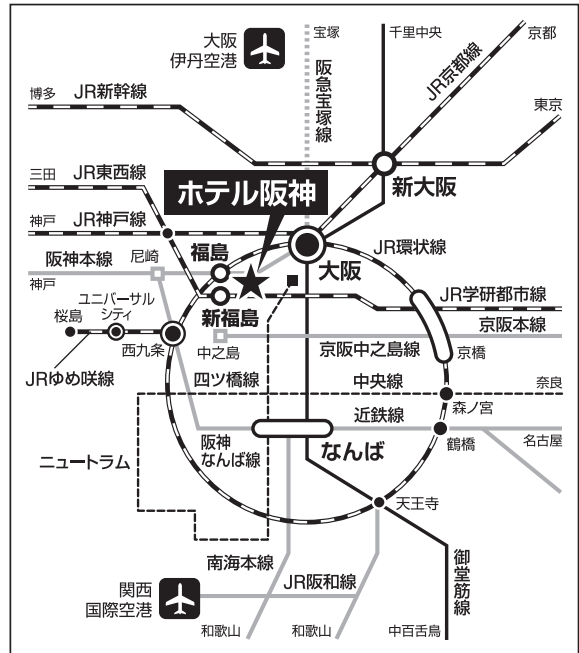 大阪
伊丹空港
宝塚
千里中央
京都
阪急宝塚線
JR京都線
博多
JR新幹線
東京
三田
JR東西線
ホテル阪神
新大阪
神戸
JR神戸線
JR環状線
阪神本線
尼崎
福島
大阪
神戸
ユニバーサル
シティ
桜島
新福島
JR学研都市線
京阪本線
西九条
中之島
京阪中之島線
京橋
JRゆめ咲線
四ツ橋線
中央線
奈良
森ノ宮
近鉄線
阪神
なんば線
なんば
鶴橋
名古屋
ニュートラム
天王寺
南海本線
御堂筋線
JR阪和線
関西
国際空港
和歌山
和歌山
中百舌鳥